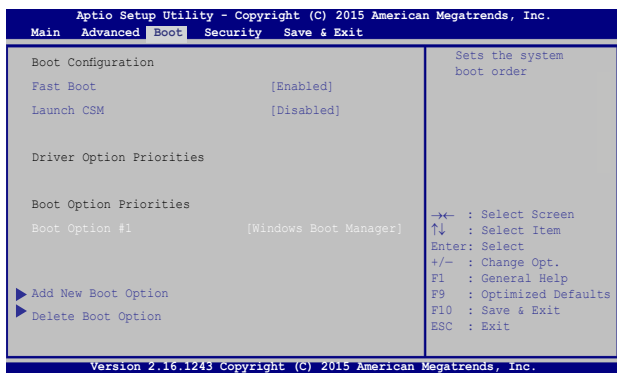 Aptio Setup Utility - Copyright (C) 2015 American Megatrends, Inc.
Main Advanced Boot Security Save & Exit
Boot Configuration
Fast Boot [Enabled]
Launch CSM [Disabled]
Driver Option Priorities
Boot Option Priorities
Boot Option #1 [Windows Boot Manager]
Add New Boot Option
Delete Boot Option
Sets the system
boot order
→← : Select Screen
↑↓ : Select Item
Enter: Select
+/— : Change Opt.
F1 : General Help
F9 : Optimized Defaults
F10 : Save & Exit
ESC : Exit
Version 2.16.1243 Copyright (C) 2015 American Megatrends, Inc.